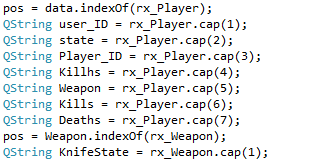 pos = data.indexOf(rx_Player);
QString user_ID = rx_Player.cap(1);
QString state = rx_Player.cap(2);
QString Player_ID = rx_Player.cap(3);
QString Killhs = rx_Player.cap(4);
QString Weapon = rx_Player.cap(5);
QString Kills = rx_Player.cap(6);
QString Deaths = rx_Player.cap(7);
pos = Weapon.indexOf(rx_Weapon);
QString KnifeState = rx_Weapon.cap(1);